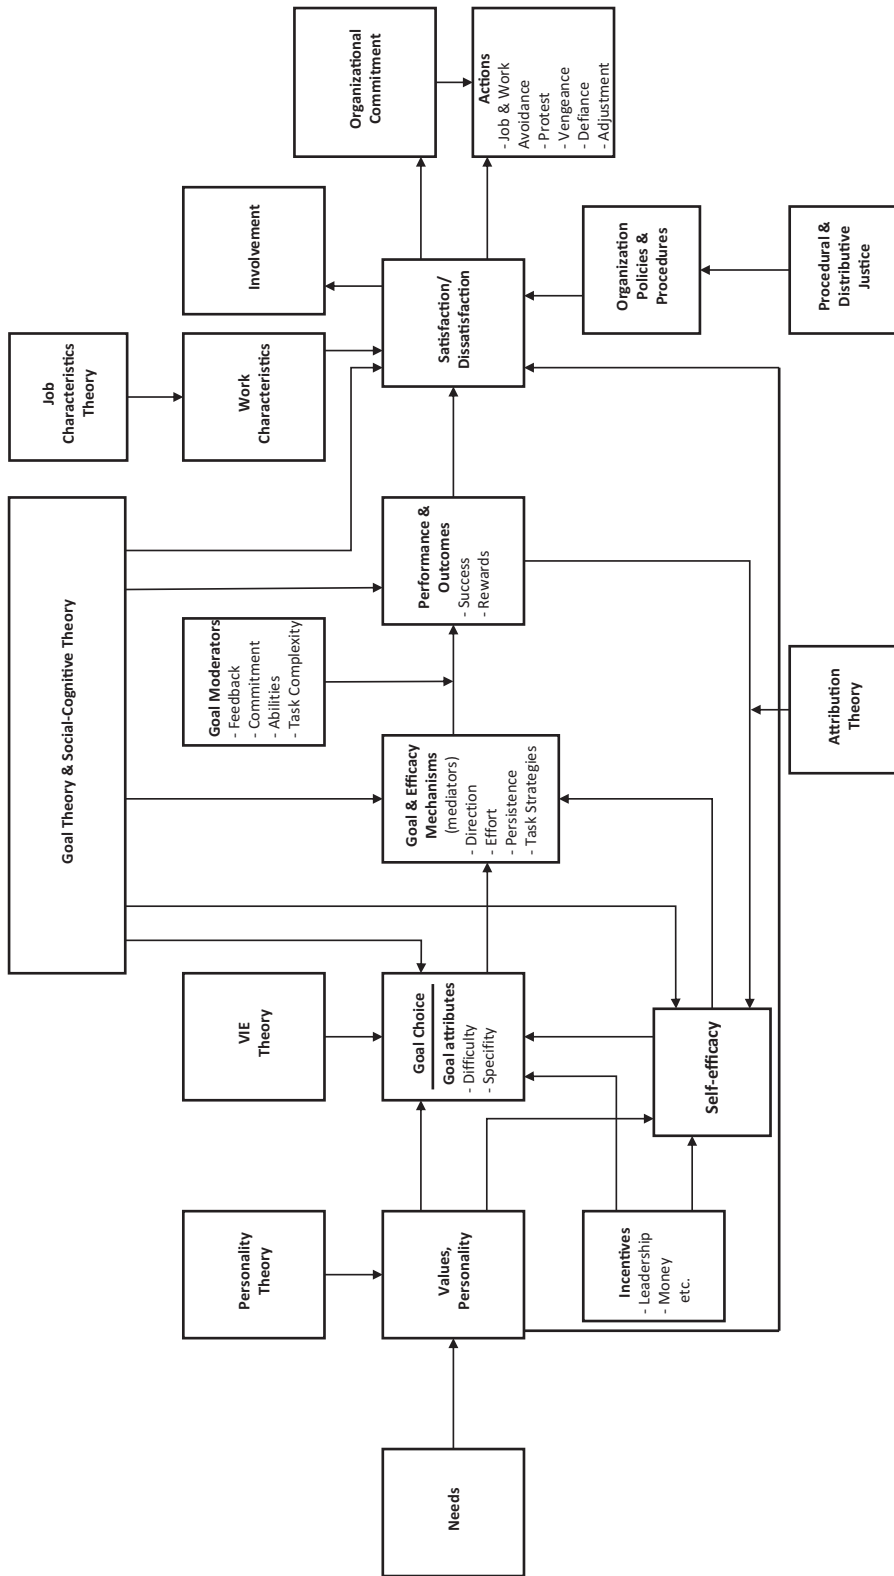 Needs
Personality
Theory
Values,
Personality
Incentives
- Leadership
- Money
etc.
VIE
Theory
Goal Choice
Goal attributes
- Difficulty
- Specifity
Self-efficacy
Goal Theory & Social-Cognitive Theory
Goal & Efficacy
Mechanisms
(mediators)
- Direction
- Effort
- Persistence
- Task Strategies
Goal Moderators
- Feedback
- Commitment
- Abilities
- Task Complexity
Attribution
Theory
Performance &
Outcomes
- Success
- Rewards
Job
Characteristics
Theory
Work
Characteristics
Satisfaction/
Dissatisfaction
Involvement
Organization
Policies &
Procedures
Procedural &
Distributive
Justice
Organizational
Commitment
Actions
- Job & Work
Avoidance
- Protest
- Vengeance
- Defiance
- Adjustment